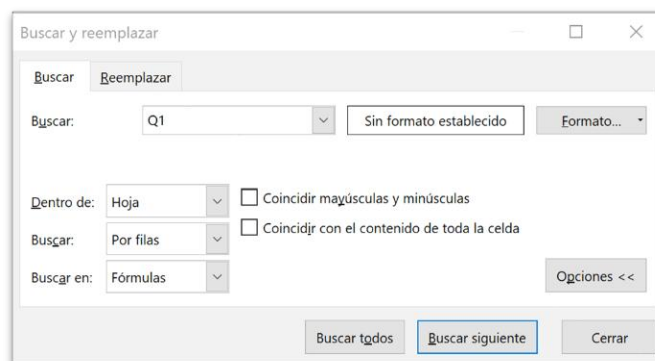 Buscar y reemplazar
Buscar Reemplazar
Buscar: Q1 Sin formato establecido Formato...
Dentro de: Hoja Coincidir mayúsculas y minúsculas
Buscar: Por filas Coincidir con el contenido de toda la celda
Buscar en: Fórmulas Opciones <<
Buscar todos Buscar siguiente Cerrar